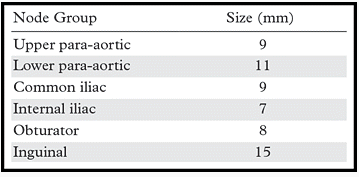 Node Group Size (mm)
Upper para-aortic 9
Lower para-aortic 11
Common iliac 9
Internal iliac 7
Obturator 8
Inguinal 15